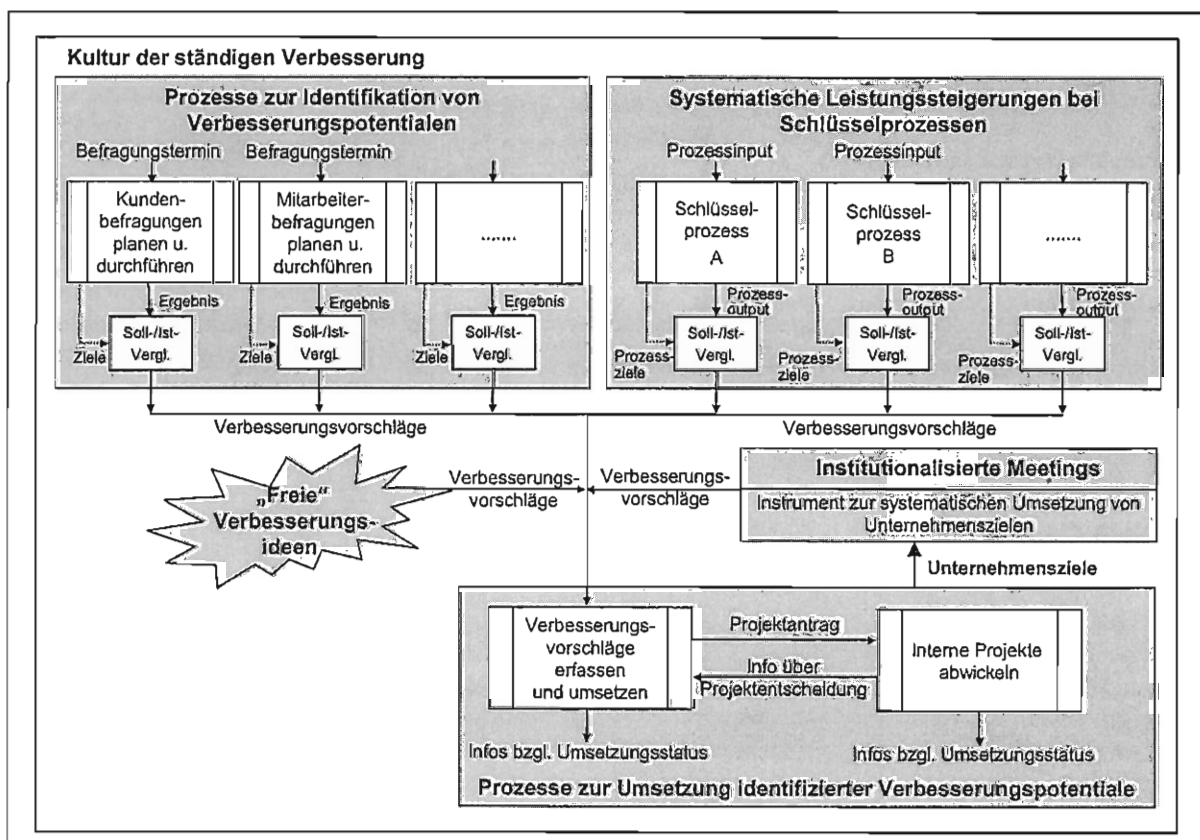 Kultur der ständigen Verbesserung
Prozesse zur Identifikation von
Verbesserungspotentialen
Befragungstermin
Befragungstermin
Kunden-
befragungen
planen u.
durchführen
Mitarbeiter-
befragungen
planen u.
durchführen
.......
Ergebnis
Ergebnis
Ergebnis
Soll-/Ist-
Vergl.
Soll-/Ist-
Vergl.
Soll-/Ist-
Vergl.
Ziele
Ziele
Ziele
Systematische Leistungssteigerungen bei
Schlüsselprozessen
Prozessinput
Prozessinput
Schlüssel-
prozess
A
Schlüssel-
prozess
B
.......
Prozess-
output
Prozess-
output
Prozess-
output
Soll-/Ist-
Vergl.
Soll-/Ist-
Vergl.
Soll-/Ist-
Vergl.
Prozess-
ziele
Prozess-
ziele
Prozess-
ziele
Verbesserungsvorschläge
Verbesserungsvorschläge
„Freie“
Verbesserungs-
ideen
Verbesserungs-
vorschläge
Verbesserungs-
vorschläge
Institutionalisierte Meetings
Instrument zur systematischen Umsetzung von
Unternehmenszielen
Unternehmensziele
Verbesserungs-
vorschläge
erfassen
und umsetzen
Projektantrag
Info über
Projektentscheidung
Interne Projekte
abwickeln
Infos bzgl. Umsetzungsstatus
Infos bzgl. Umsetzungsstatus
Prozesse zur Umsetzung identifizierter Verbesserungspotentiale